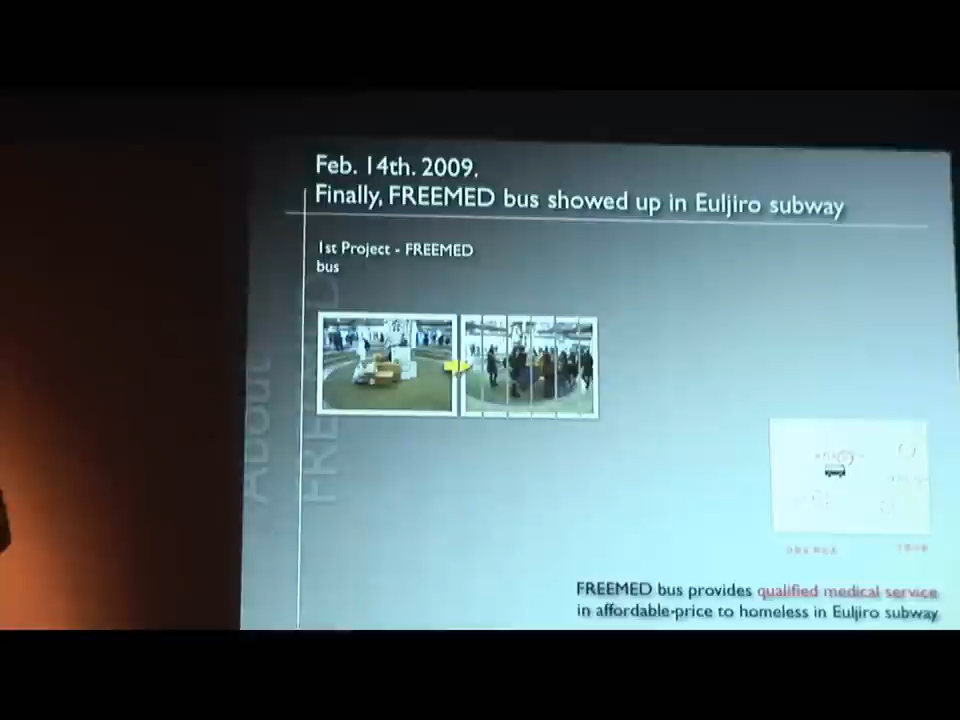 Feb. 14th. 2009.
Finally, FREEMED bus showed up in Euljiro subway
1st Project - FREEMED
bus
About
FREEMED bus provides qualified medical service
in affordable-price to homeless in Euljiro subway